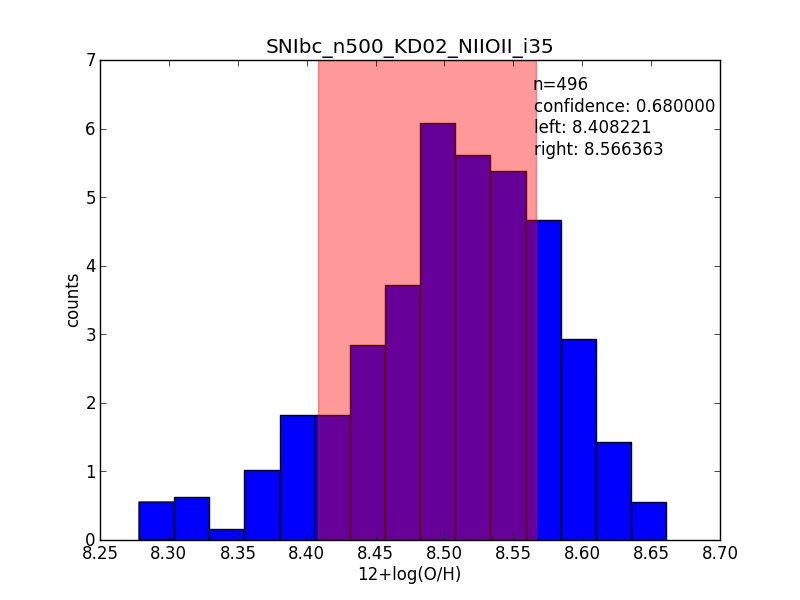 SNIbc_n500_KD02_NIIOII_i35
n=496
confidence: 0.680000
left: 8.408221
right: 8.566363
7
6
5
4
3
2
1
0
counts
8.25 8.30 8.35 8.40 8.45 8.50 8.55 8.60 8.65 8.70
12+log(O/H)